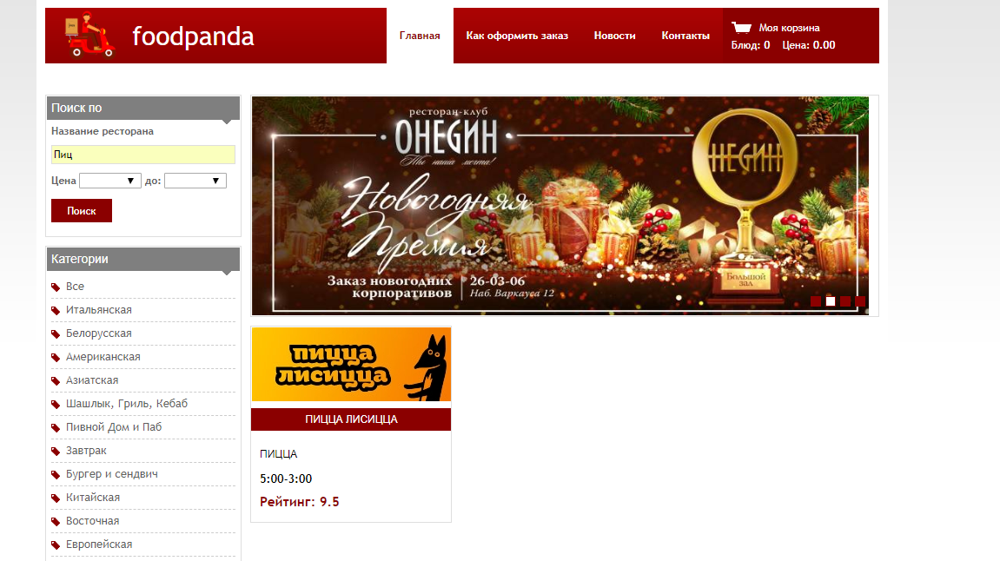 foodpanda
Главная
Как оформить заказ
Новости
Контакты
Моя корзина
Блюд: 0 Цена: 0.00
Поиск по
Название ресторана
Пиц
Цена до:
Поиск
Категории
Все
Итальянская
Белорусская
Американская
Азиатская
Шашлык, Гриль, Кебаб
Пивной Дом и Паб
Завтрак
Бургер и сендвич
Китайская
Восточная
Европейская
ресторан-клуб
ОНЕГИН
Ты наша мечта!
Новогодняя
Премия
Заказ новогодних
корпоративов
26-03-06
Наб. Варкауса 12
ОНЕГИН
Большой
зал
пицца
лисицца
ПИЦЦА ЛИСИЦЦА
ПИЦЦА
5:00-3:00
Рейтинг: 9.5